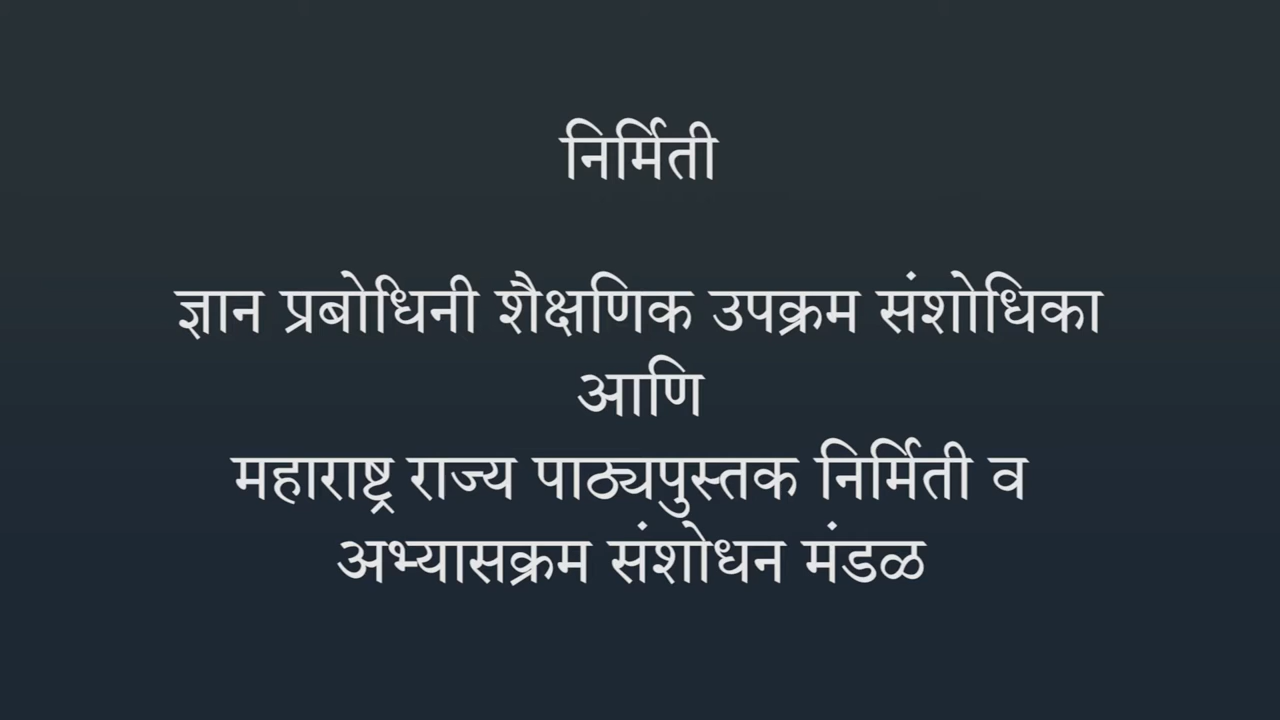 निर्मिती
ज्ञान प्रबोधिनी शैक्षणिक उपक्रम संशोधिका
आणि
महाराष्ट्र राज्य पाठ्यपुस्तक निर्मिती व
अभ्यासक्रम संशोधन मंडळ